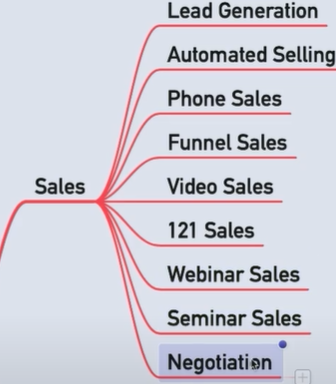 Lead Generation
Automated Selling
Phone Sales
Funnel Sales
Sales
Video Sales
121 Sales
Webinar Sales
Seminar Sales
Negotiation